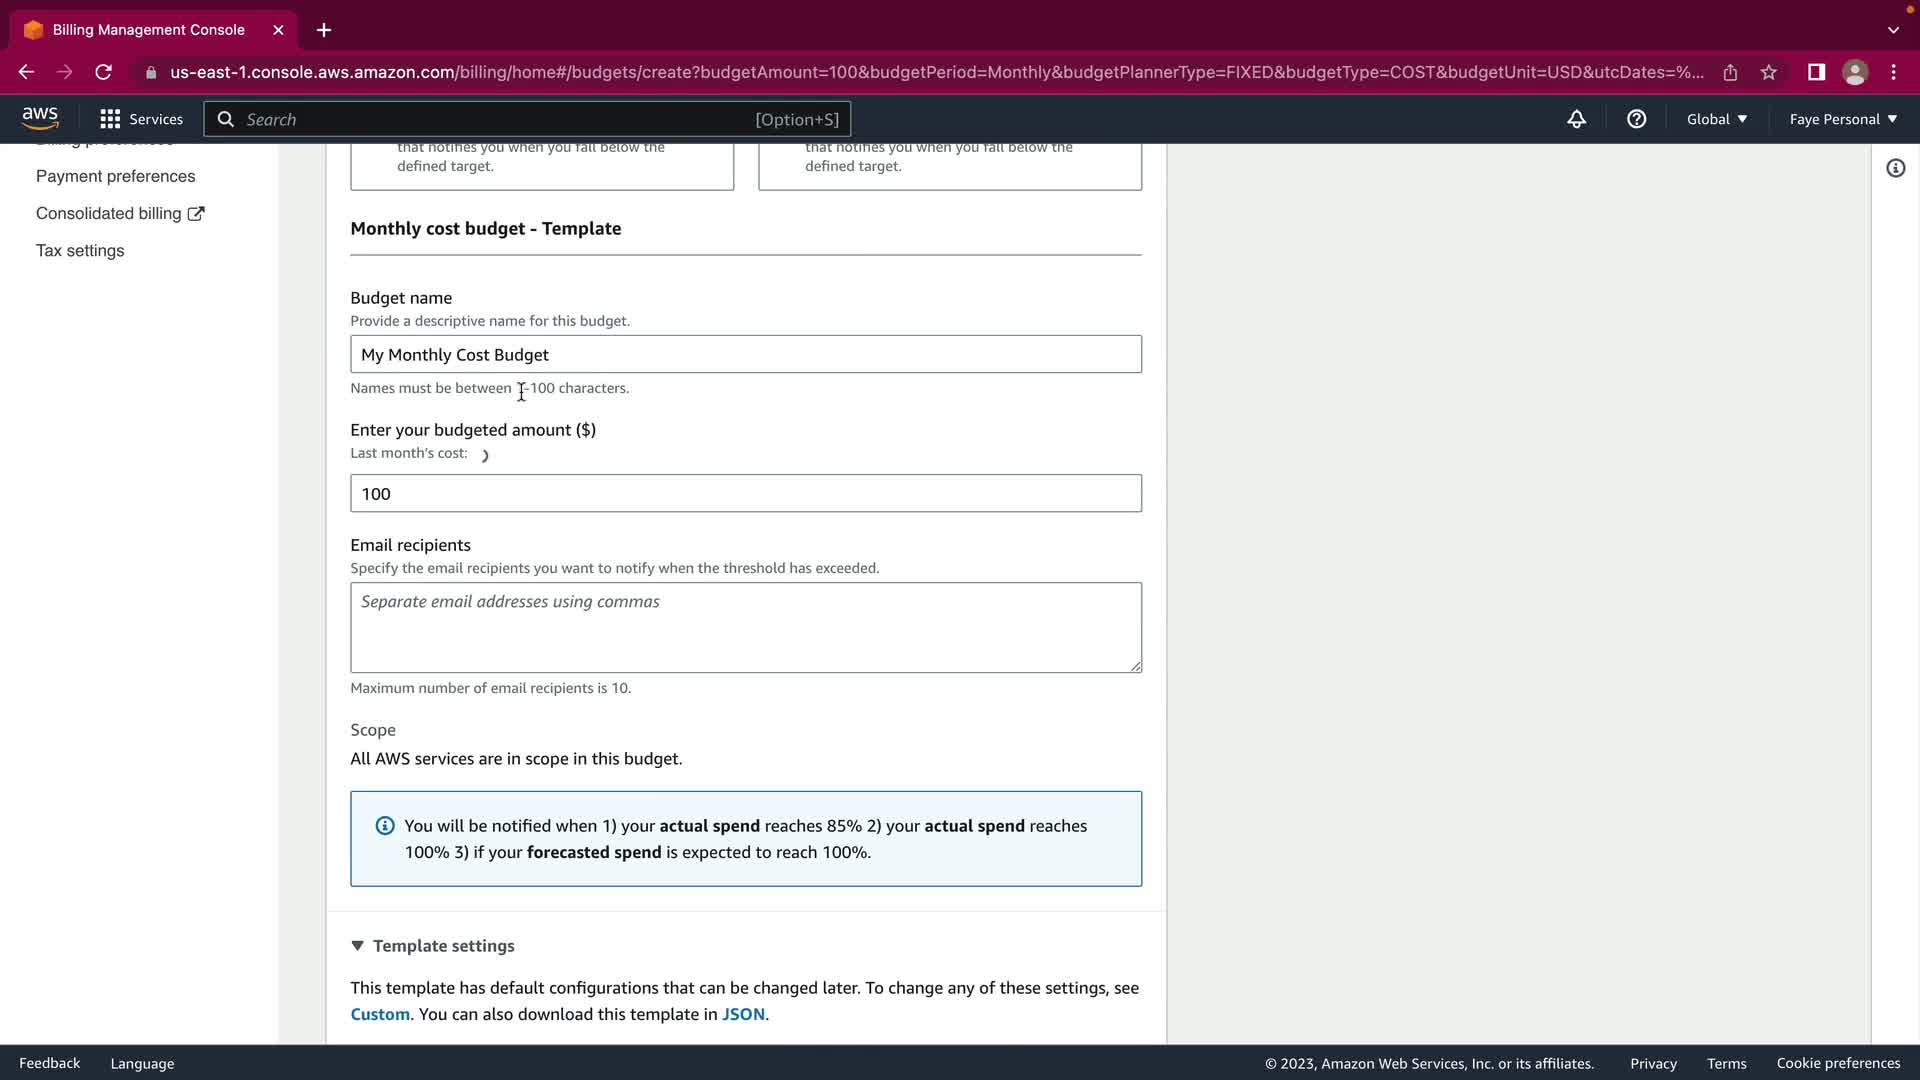 Billing Management Console
us-east-1.console.aws.amazon.com/billing/home#/budgets/create?budgetAmount=100&budgetPeriod=Monthly&budgetPlannerType=FIXED&budgetType=COST&budgetUnit=USD&utcDates=%...
aws
Services
Search
[Option+S]
Global
Faye Personal
Billing preferences
Payment preferences
Consolidated billing
Tax settings
that notifies you when you fall below the
defined target.
that notifies you when you fall below the
defined target.
Monthly cost budget - Template
Budget name
Provide a descriptive name for this budget.
My Monthly Cost Budget
Names must be between -100 characters.
Enter your budgeted amount ($)
Last month's cost:
100
Email recipients
Specify the email recipients you want to notify when the threshold has exceeded.
Separate email addresses using commas
Maximum number of email recipients is 10.
Scope
All AWS services are in scope in this budget.
You will be notified when 1) your actual spend reaches 85% 2) your actual spend reaches
100% 3) if your forecasted spend is expected to reach 100%.
Template settings
This template has default configurations that can be changed later. To change any of these settings, see
Custom. You can also download this template in JSON.
Feedback
Language
© 2023, Amazon Web Services, Inc. or its affiliates.
Privacy
Terms
Cookie preferences